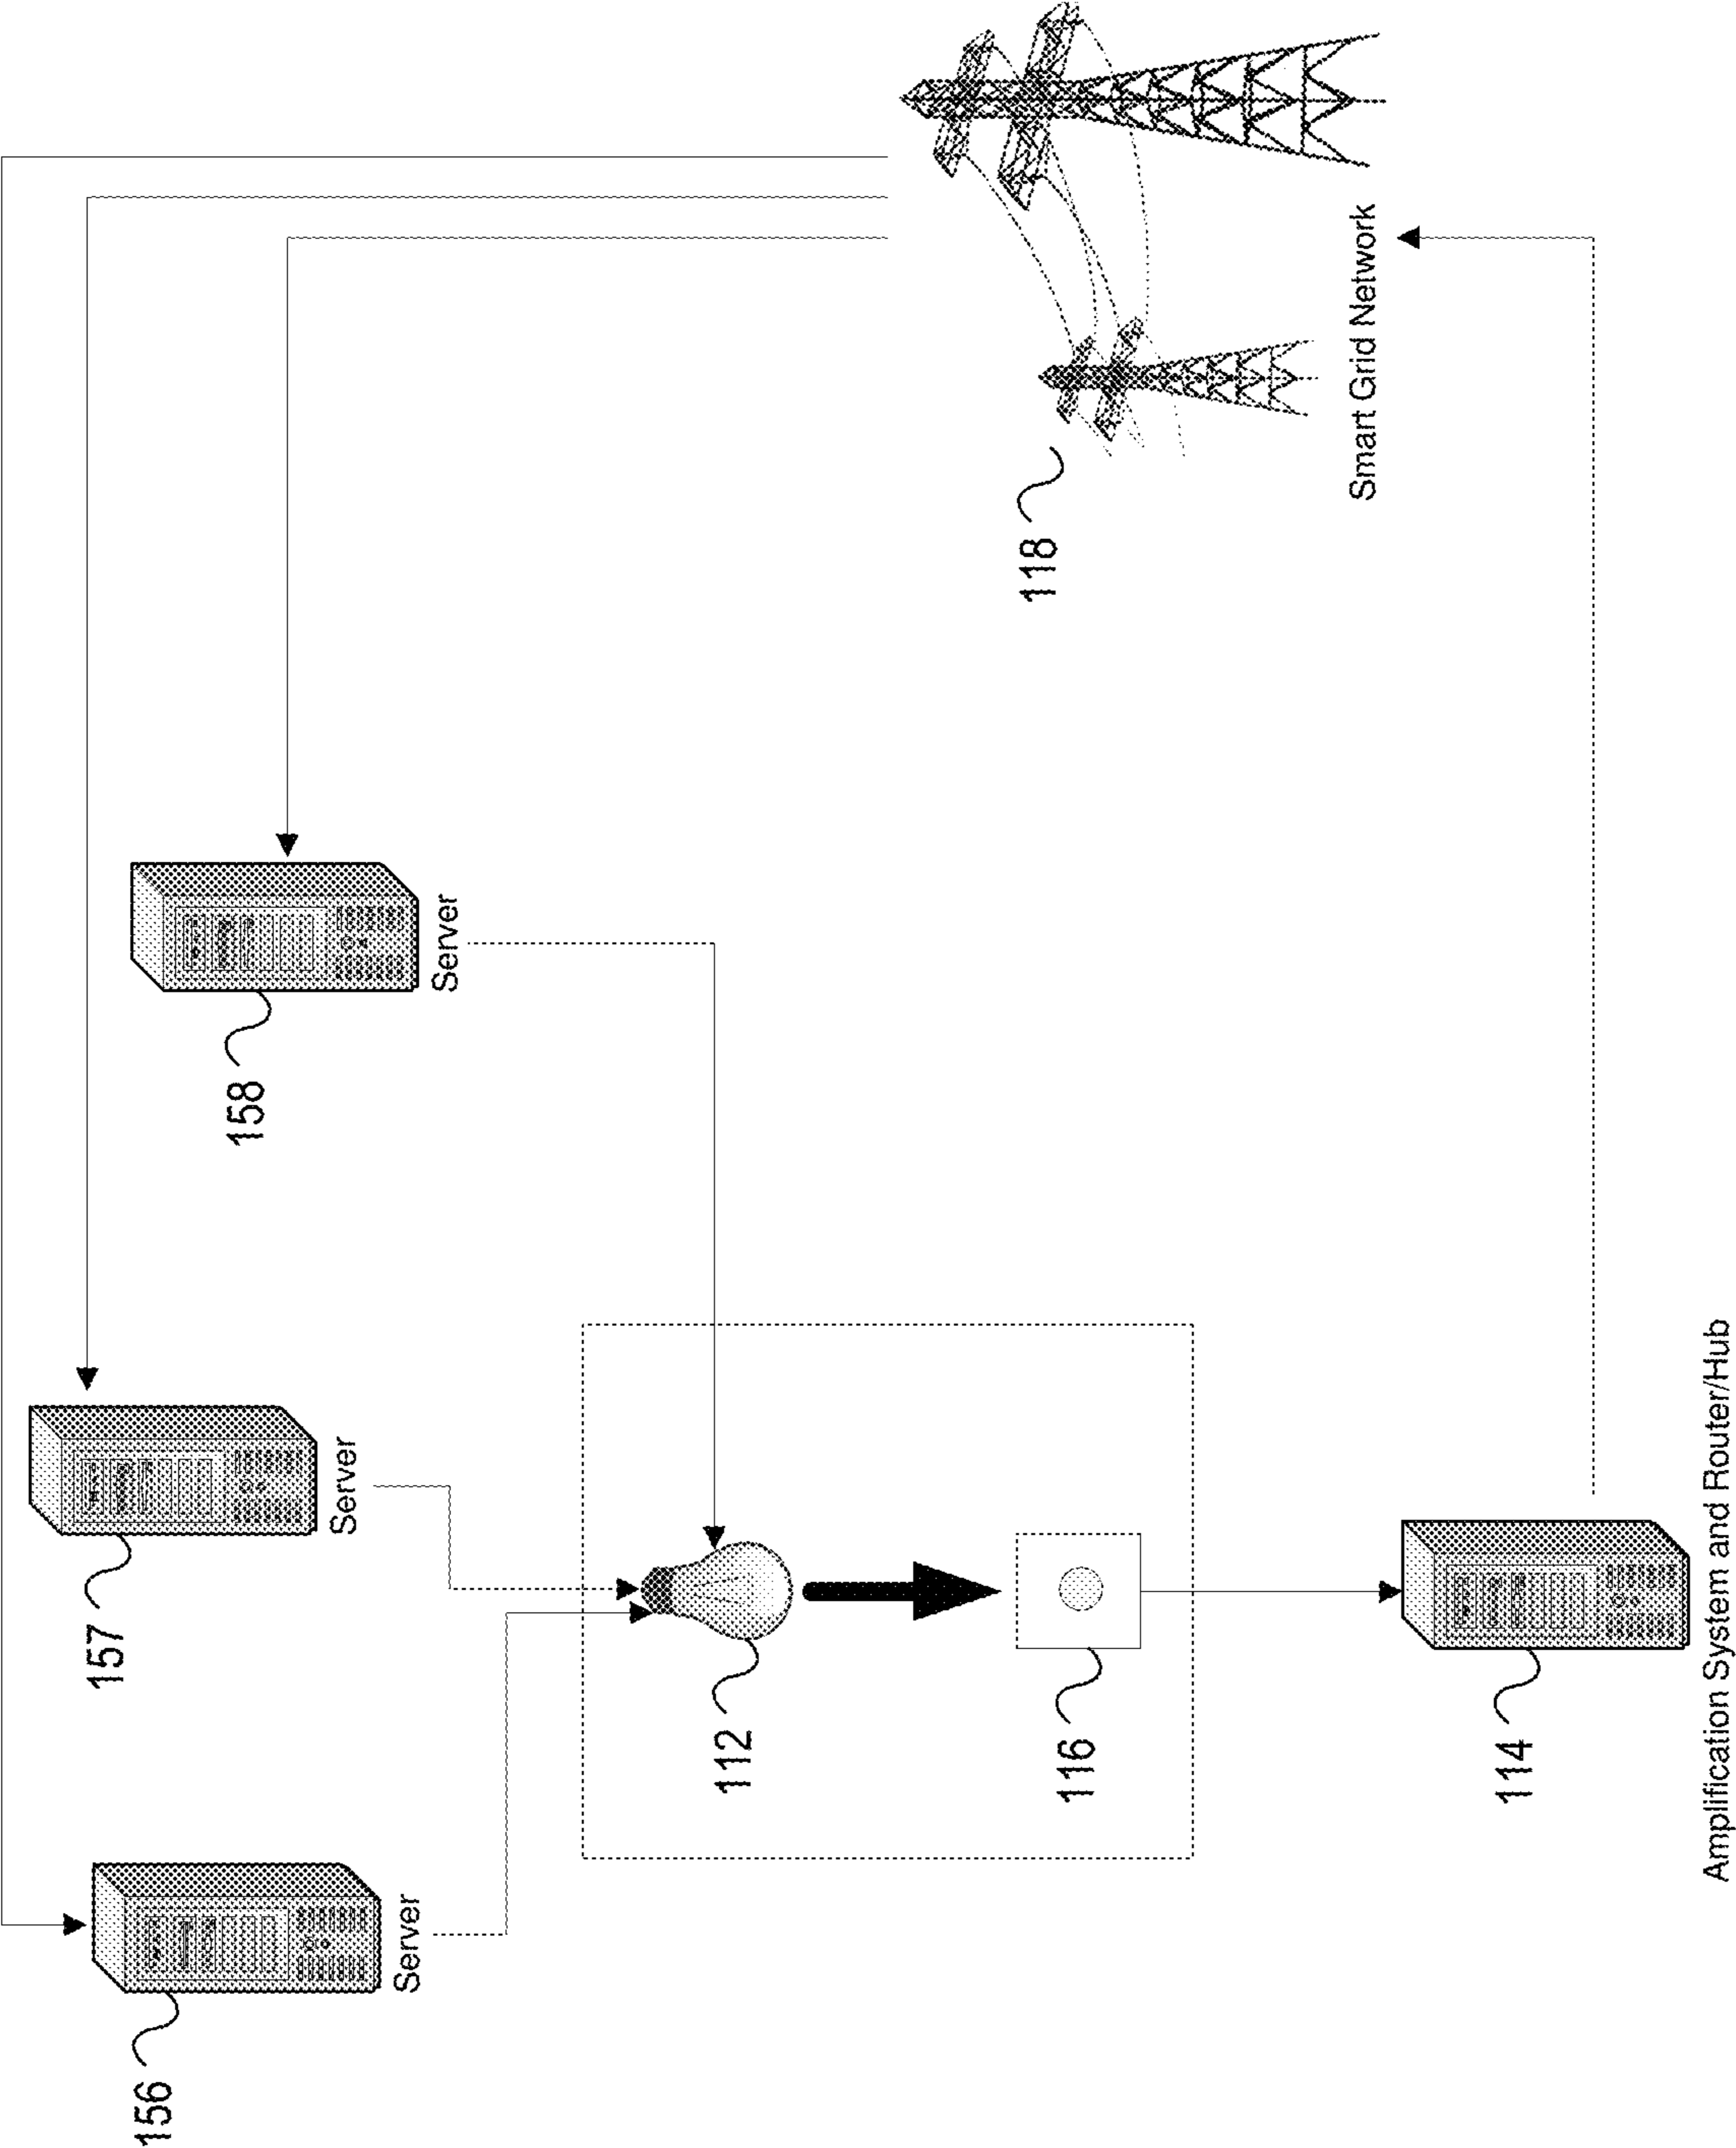 156
Server
157
Server
158
Server
112
116
118
Smart Grid Network
114
Amplification System and Router/Hub